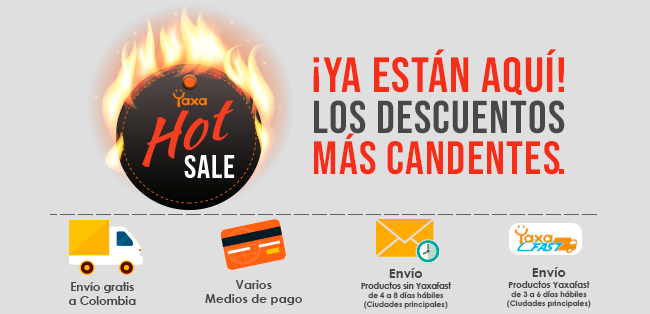 Yaxa
Hot
SALE
¡YA ESTÁN AQUÍ!
LOS DESCUENTOS
MÁS CANDENTES.
Envío gratis
a Colombia
Varios
Medios de pago
Envío
Productos sin Yaxafast
de 4 a 8 días hábiles
(Ciudades principales)
Yaxa
FAST
Envío
Productos Yaxafast
de 3 a 6 días hábiles
(Ciudades principales)